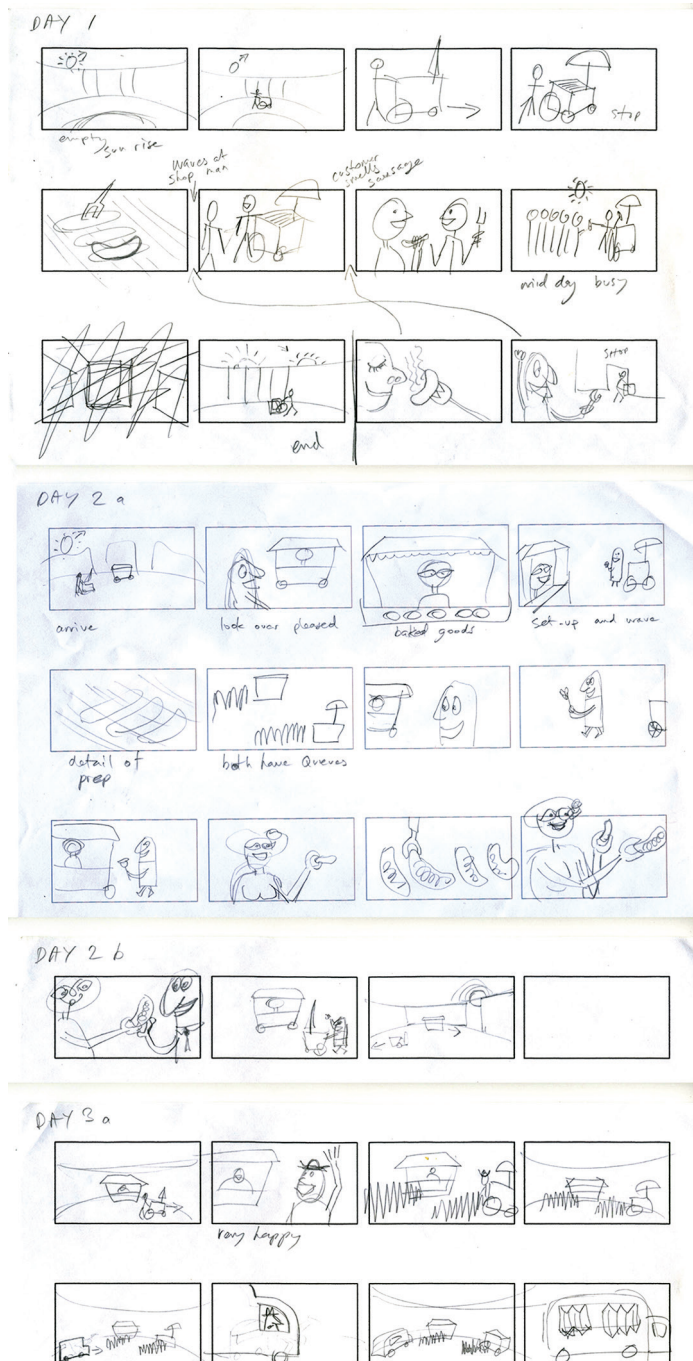 DAY 1
empty
sun rise
stop
waves at
shop man
customer
smells
sausage
mid day busy
SHOP
end
DAY 2 a
arrive
look over pleased
baked goods
set-up and wave
detail of
prep
both have Queues
DAY 2 b
DAY 3 a
very happy